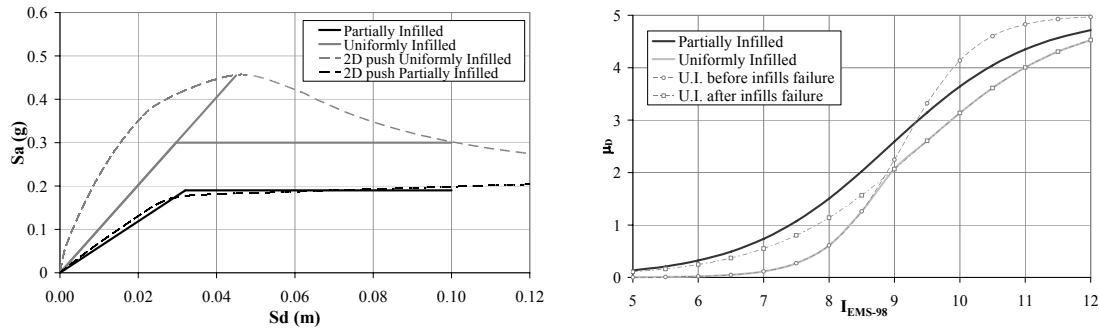 0.6
0.5
0.4
0.3
0.2
0.1
0
Sa (g)
0.00 0.02 0.04 0.06 0.08 0.10 0.12
Sd (m)
Partially Infilled
Uniformly Infilled
2D push Uniformly Infilled
2D push Partially Infilled
5
4
3
2
1
0
μD
5 6 7 8 9 10 11 12
IEMS-98
Partially Infilled
Uniformly Infilled
U.I. before infills failure
U.I. after infills failure